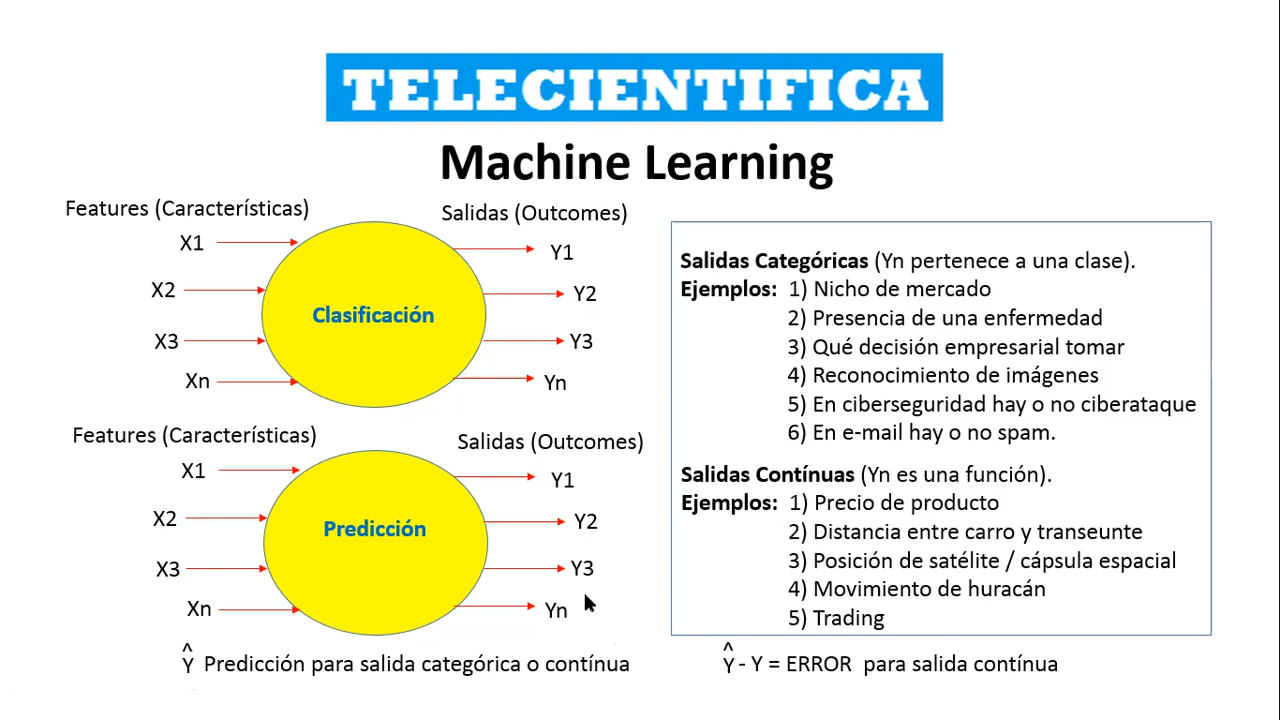 TELECIENTIFICA
Machine Learning
Features (Características)
Salidas (Outcomes)
X1
Y1
X2
Y2
Clasificación
X3
Y3
Xn
Yn
Features (Características)
Salidas (Outcomes)
X1
Y1
X2
Y2
Predicción
X3
Y3
Xn
Yn
Salidas Categóricas (Yn pertenece a una clase).
Ejemplos: 1) Nicho de mercado
2) Presencia de una enfermedad
3) Qué decisión empresarial tomar
4) Reconocimiento de imágenes
5) En ciberseguridad hay o no ciberataque
6) En e-mail hay o no spam.
Salidas Contínuas (Yn es una función).
Ejemplos: 1) Precio de producto
2) Distancia entre carro y transeunte
3) Posición de satélite / cápsula espacial
4) Movimiento de huracán
5) Trading
Ŷ Predicción para salida categórica o contínua
Ŷ - Y = ERROR para salida contínua